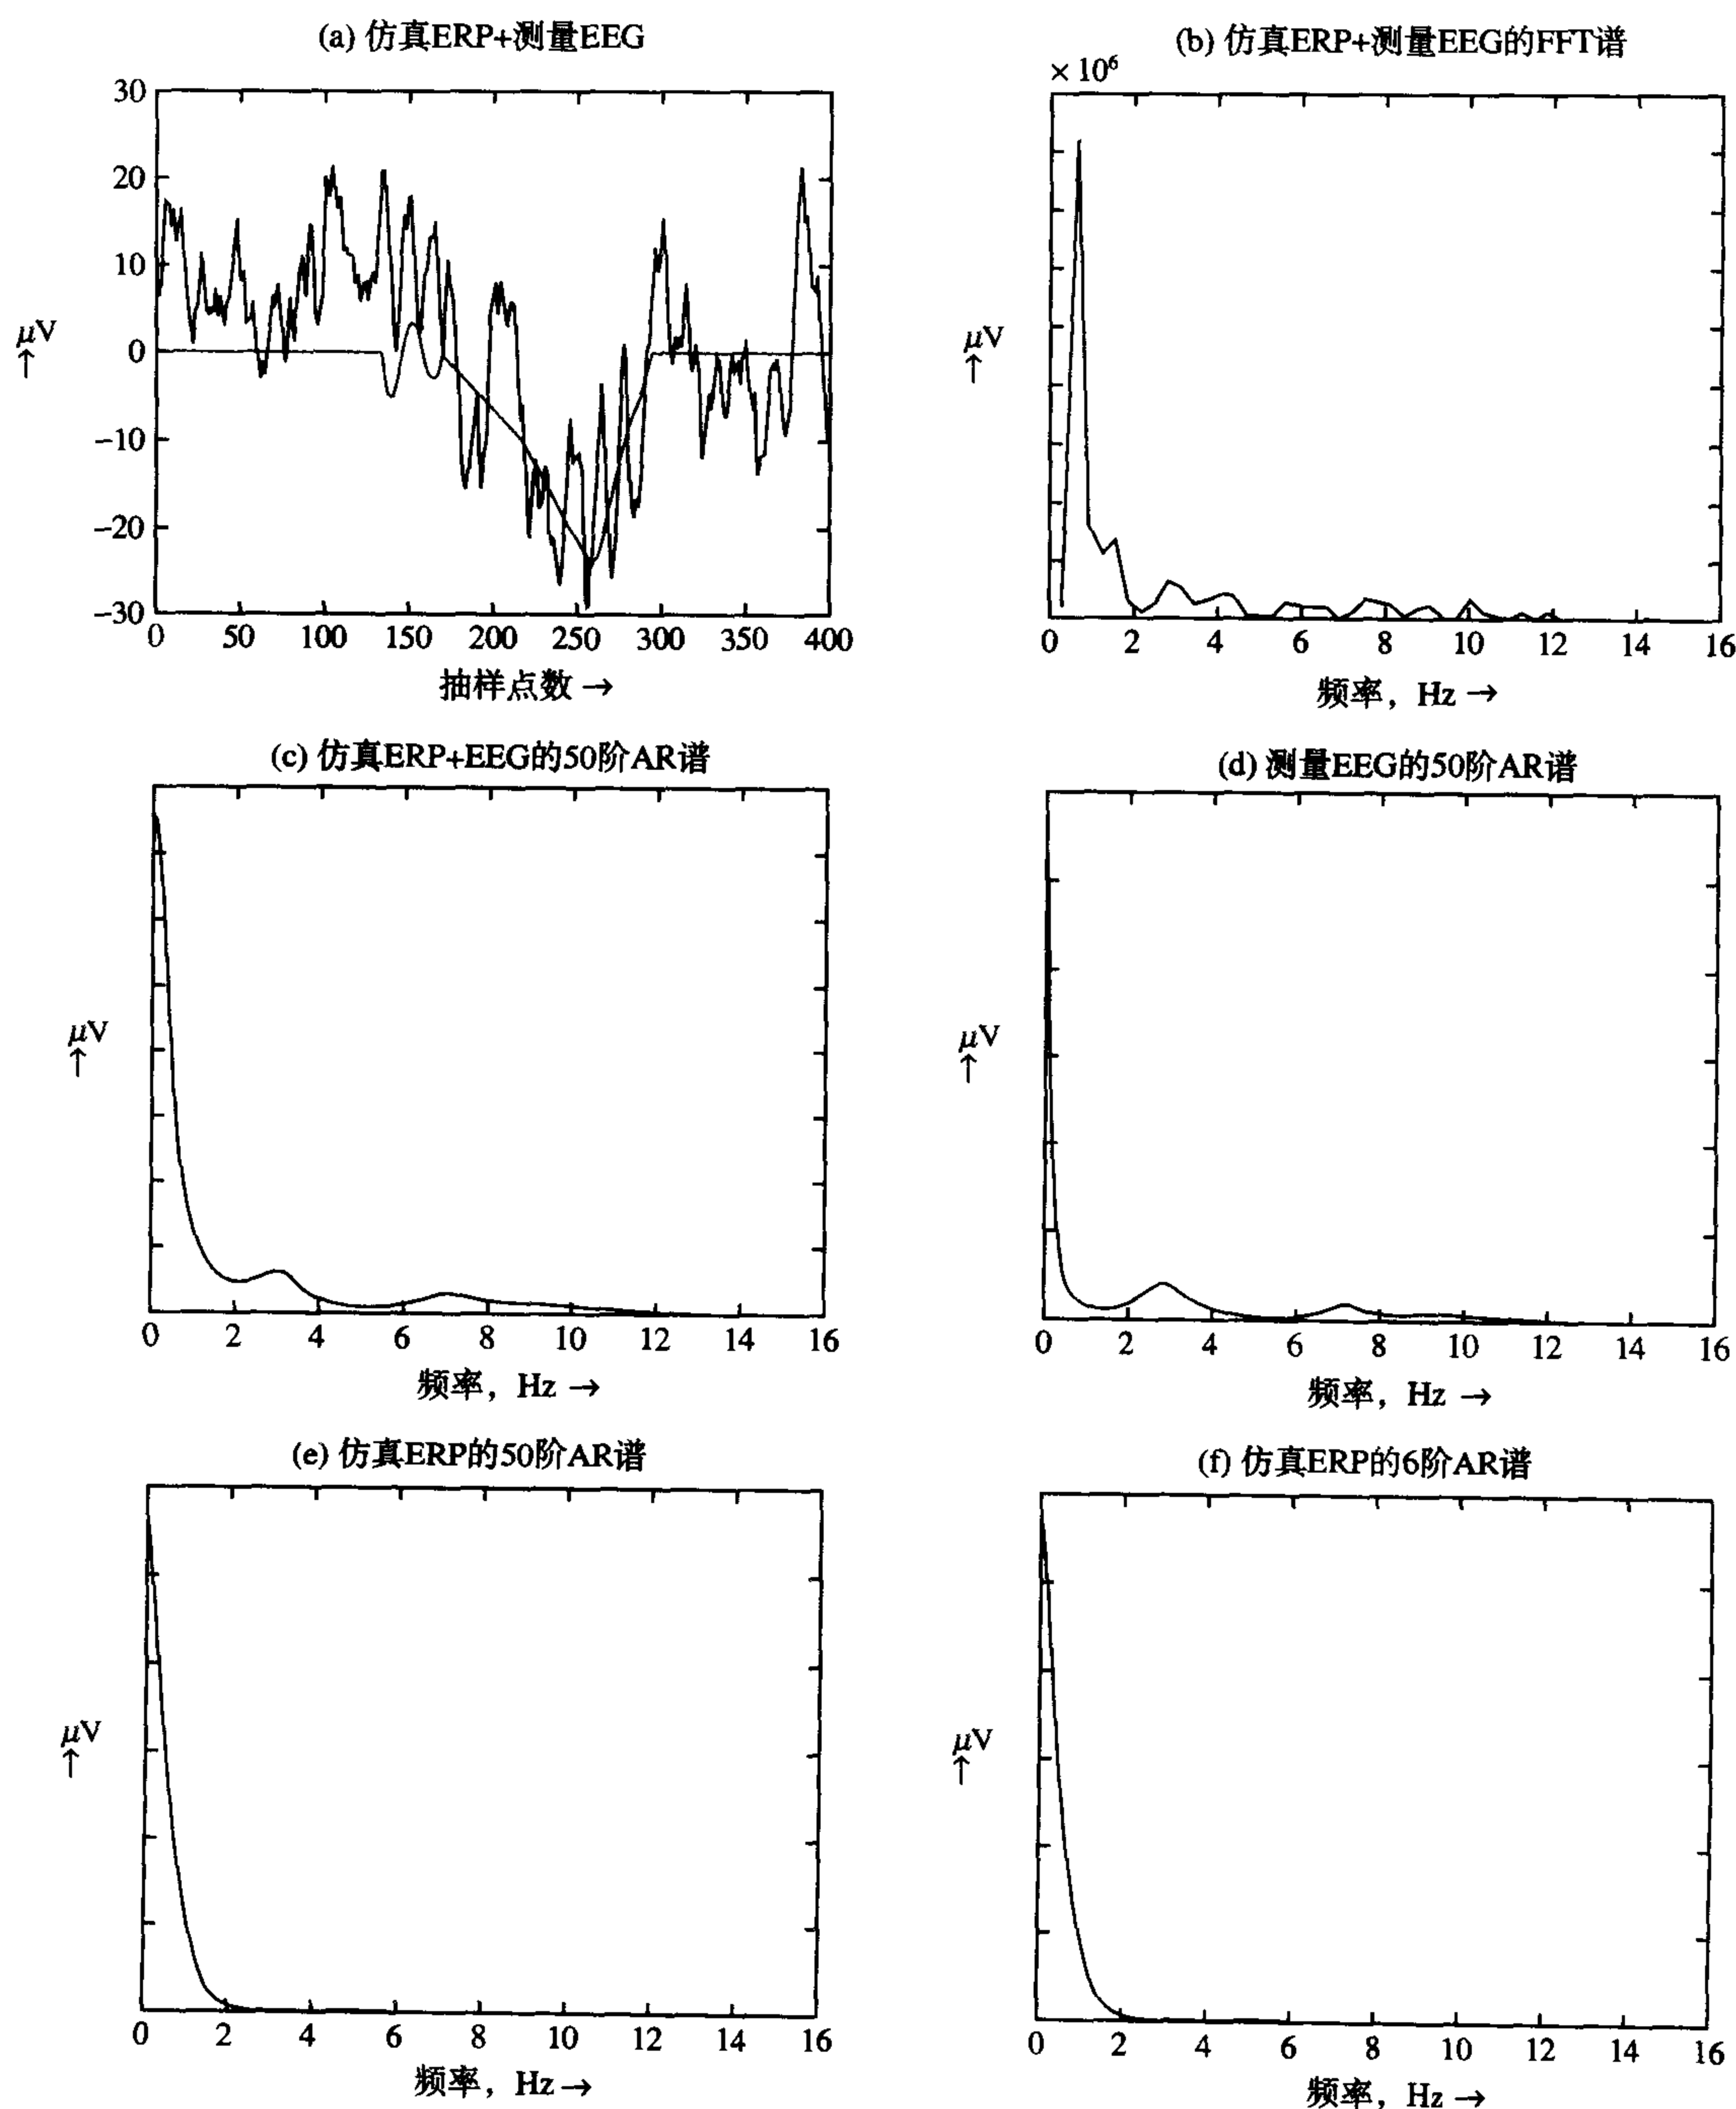 (a) 仿真ERP+测量EEG
30
20
10
0
−10
−20
−30
μV
↑
0 50 100 150 200 250 300 350 400
抽样点数 →
(b) 仿真ERP+测量EEG的FFT谱
× 10⁶
μV
↑
0 2 4 6 8 10 12 14 16
频率，Hz →
(c) 仿真ERP+EEG的50阶AR谱
μV
↑
0 2 4 6 8 10 12 14 16
频率，Hz →
(d) 测量EEG的50阶AR谱
μV
↑
0 2 4 6 8 10 12 14 16
频率，Hz →
(e) 仿真ERP的50阶AR谱
μV
↑
0 2 4 6 8 10 12 14 16
频率，Hz →
(f) 仿真ERP的6阶AR谱
μV
↑
0 2 4 6 8 10 12 14 16
频率，Hz →